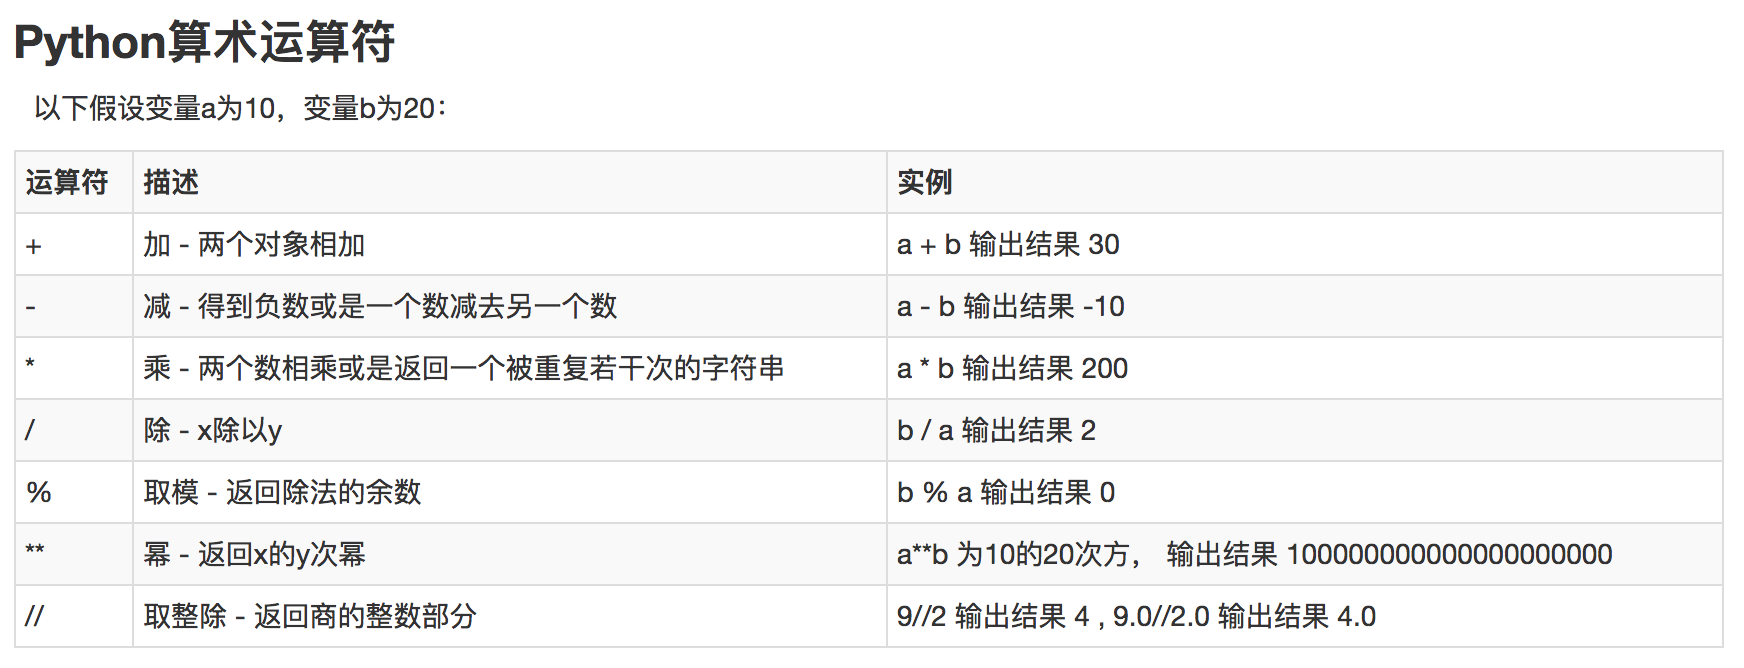 Python算术运算符
以下假设变量a为10，变量b为20：
运算符 描述 实例
+ 加 - 两个对象相加 a + b 输出结果 30
- 减 - 得到负数或是一个数减去另一个数 a - b 输出结果 -10
* 乘 - 两个数相乘或是返回一个被重复若干次的字符串 a * b 输出结果 200
/ 除 - x除以y b / a 输出结果 2
% 取模 - 返回除法的余数 b % a 输出结果 0
** 幂 - 返回x的y次幂 a**b 为10的20次方， 输出结果 100000000000000000000
// 取整除 - 返回商的整数部分 9//2 输出结果 4 , 9.0//2.0 输出结果 4.0